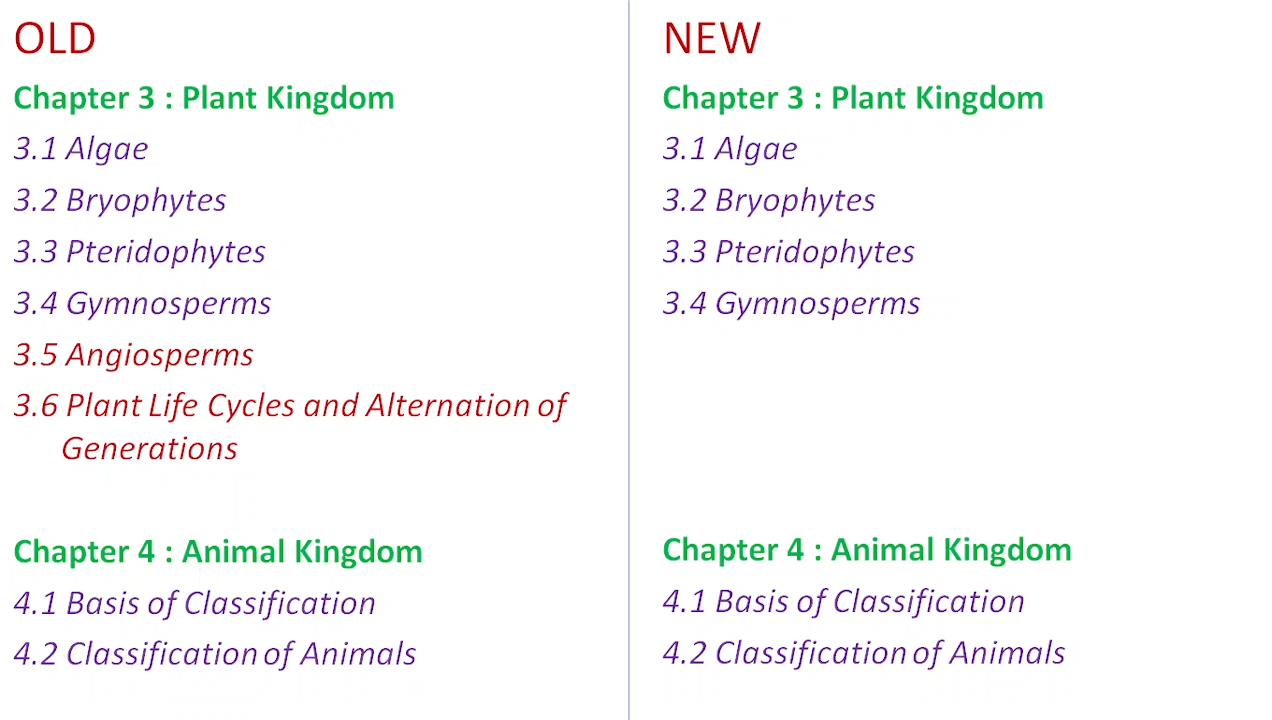 OLD
Chapter 3 : Plant Kingdom
3.1 Algae
3.2 Bryophytes
3.3 Pteridophytes
3.4 Gymnosperms
3.5 Angiosperms
3.6 Plant Life Cycles and Alternation of
Generations
Chapter 4 : Animal Kingdom
4.1 Basis of Classification
4.2 Classification of Animals
NEW
Chapter 3 : Plant Kingdom
3.1 Algae
3.2 Bryophytes
3.3 Pteridophytes
3.4 Gymnosperms
Chapter 4 : Animal Kingdom
4.1 Basis of Classification
4.2 Classification of Animals